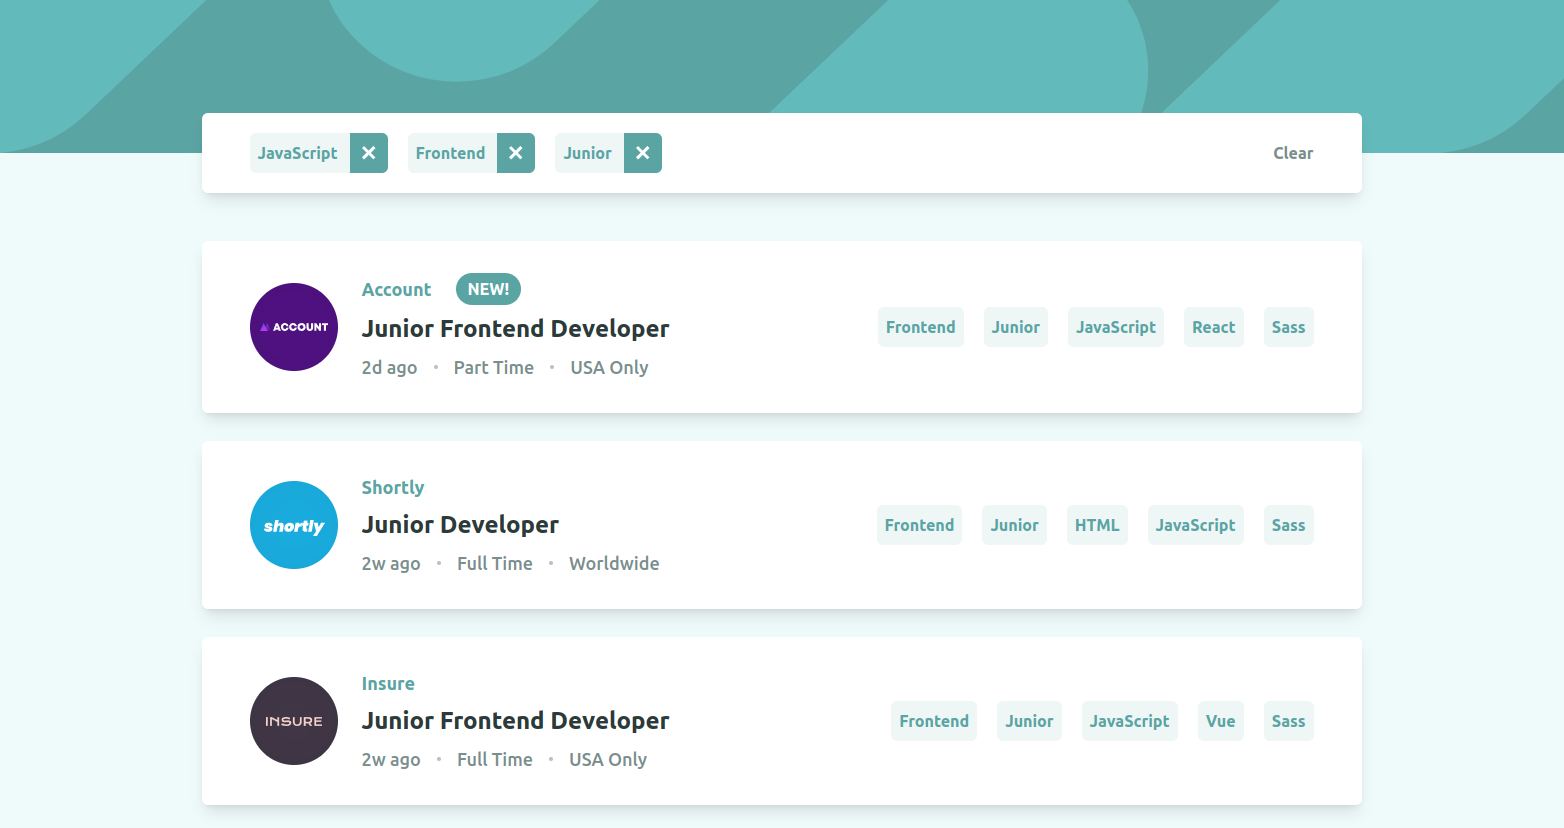 JavaScript Frontend Junior Clear
Account NEW!
ACCOUNT
Junior Frontend Developer
2d ago • Part Time • USA Only
Frontend Junior JavaScript React Sass
Shortly
shortly
Junior Developer
2w ago • Full Time • Worldwide
Frontend Junior HTML JavaScript Sass
Insure
INSURE
Junior Frontend Developer
2w ago • Full Time • USA Only
Frontend Junior JavaScript Vue Sass